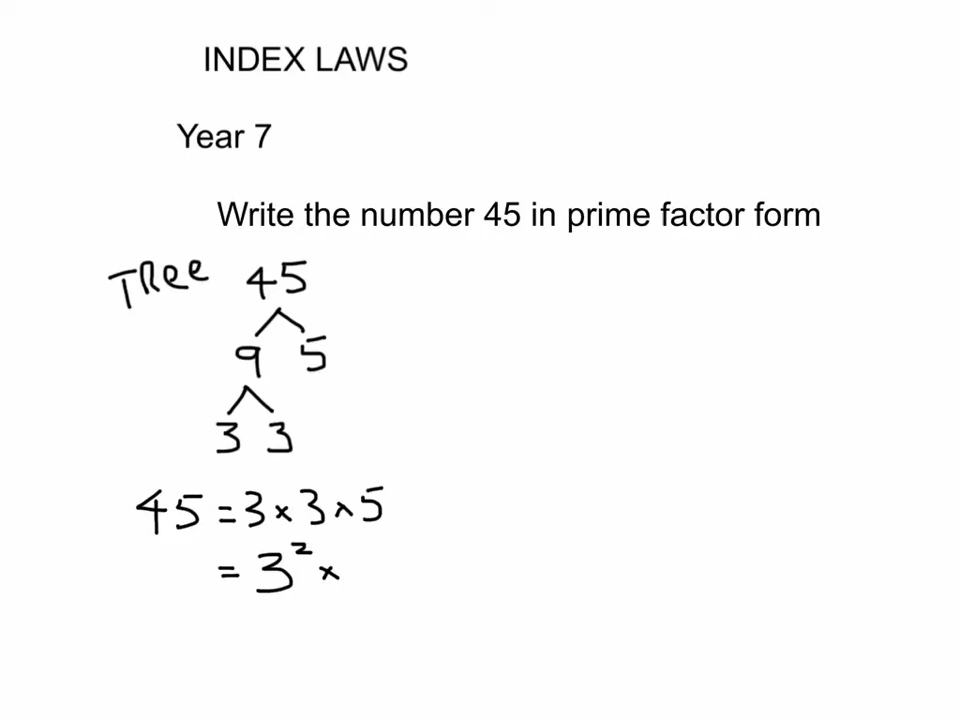 INDEX LAWS
Year 7
Write the number 45 in prime factor form
TRee 45
9 5
3 3
45 = 3 × 3 × 5
= 3² ×